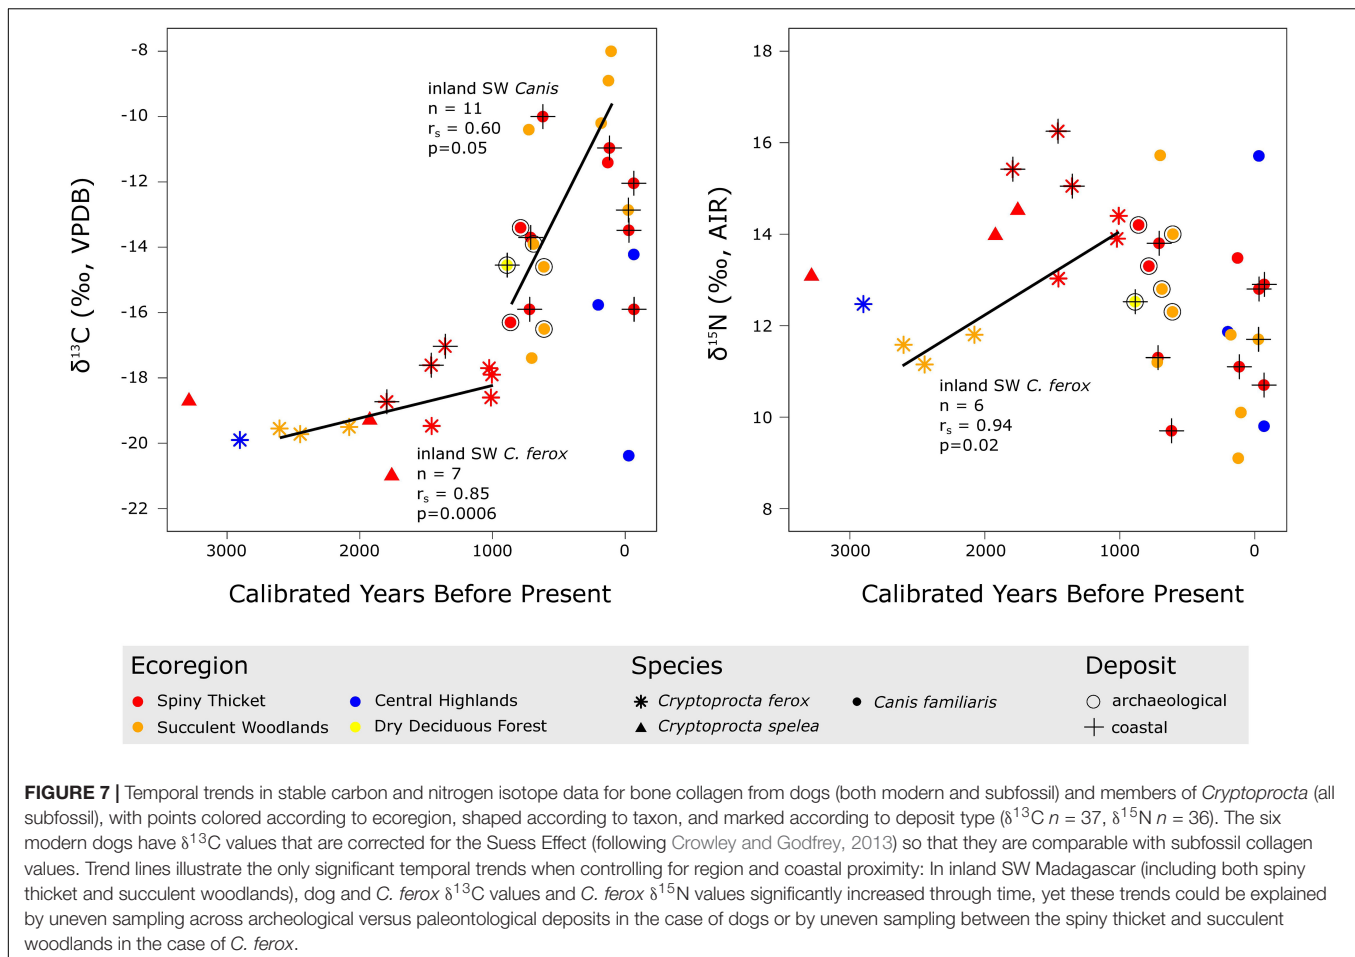 -8
-10
-12
-14
-16
-18
-20
-22
δ¹³C (‰, VPDB)
inland SW Canis
n = 11
rₛ = 0.60
p=0.05
inland SW C. ferox
n = 7
rₛ = 0.85
p=0.0006
3000
2000
1000
0
Calibrated Years Before Present
18
16
14
12
10
8
δ¹⁵N (‰, AIR)
inland SW C. ferox
n = 6
rₛ = 0.94
p=0.02
3000
2000
1000
0
Calibrated Years Before Present
Ecoregion
Spiny Thicket
Central Highlands
Succulent Woodlands
Dry Deciduous Forest
Species
Cryptoprocta ferox
Canis familiaris
Cryptoprocta spelea
Deposit
archaeological
coastal
FIGURE 7 | Temporal trends in stable carbon and nitrogen isotope data for bone collagen from dogs (both modern and subfossil) and members of Cryptoprocta (all
subfossil), with points colored according to ecoregion, shaped according to taxon, and marked according to deposit type (δ¹³C n = 37, δ¹⁵N n = 36). The six
modern dogs have δ¹³C values that are corrected for the Suess Effect (following Crowley and Godfrey, 2013) so that they are comparable with subfossil collagen
values. Trend lines illustrate the only significant temporal trends when controlling for region and coastal proximity: In inland SW Madagascar (including both spiny
thicket and succulent woodlands), dog and C. ferox δ¹³C values and C. ferox δ¹⁵N values significantly increased through time, yet these trends could be explained
by uneven sampling across archeological versus paleontological deposits in the case of dogs or by uneven sampling between the spiny thicket and succulent
woodlands in the case of C. ferox.